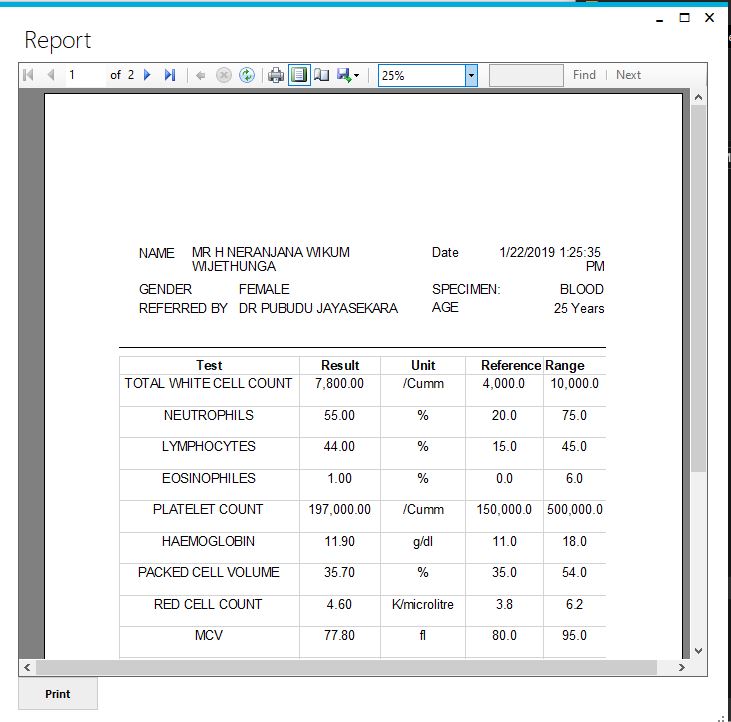 Report
1 of 2 25% Find | Next
NAME MR H NERANJANA WIKUM Date 1/22/2019 1:25:35
WIJETHUNGA PM
GENDER FEMALE SPECIMEN: BLOOD
REFERRED BY DR PUBUDU JAYASEKARA AGE 25 Years
Test Result Unit Reference Range
TOTAL WHITE CELL COUNT 7,800.00 /Cumm 4,000.0 10,000.0
NEUTROPHILS 55.00 % 20.0 75.0
LYMPHOCYTES 44.00 % 15.0 45.0
EOSINOPHILES 1.00 % 0.0 6.0
PLATELET COUNT 197,000.00 /Cumm 150,000.0 500,000.0
HAEMOGLOBIN 11.90 g/dl 11.0 18.0
PACKED CELL VOLUME 35.70 % 35.0 54.0
RED CELL COUNT 4.60 K/microlitre 3.8 6.2
MCV 77.80 fl 80.0 95.0
Print